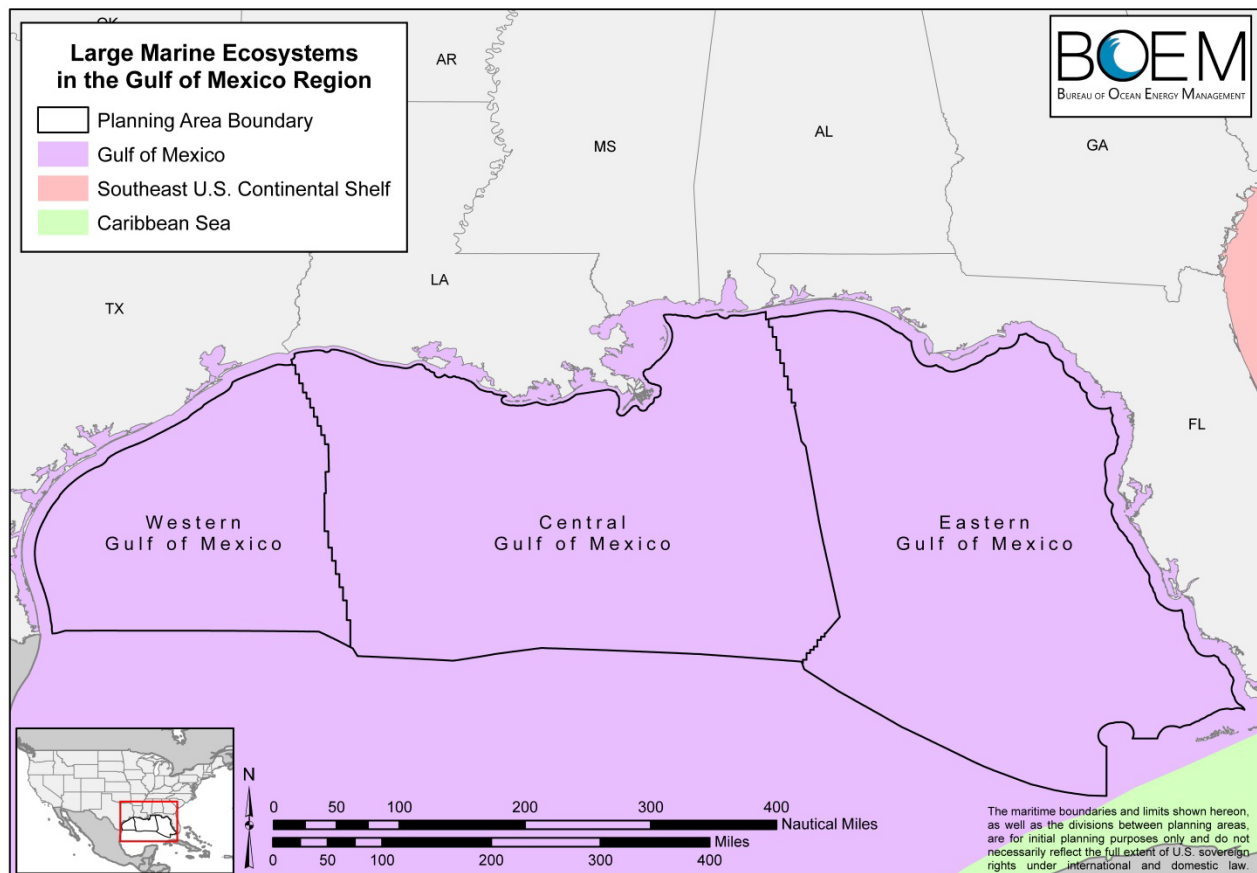 Large Marine Ecosystems
in the Gulf of Mexico Region
Planning Area Boundary
Gulf of Mexico
Southeast U.S. Continental Shelf
Caribbean Sea
BOEM
BUREAU OF OCEAN ENERGY MANAGEMENT
AR
MS
AL
GA
TX
LA
FL
Western
Gulf of Mexico
Central
Gulf of Mexico
Eastern
Gulf of Mexico
N
0 50 100 200 300 400
Nautical Miles
Miles
0 50 100 200 300 400
The maritime boundaries and limits shown hereon,
as well as the divisions between planning areas,
are for initial planning purposes only and do not
necessarily reflect the full extent of U.S. sovereign
rights under international and domestic law.